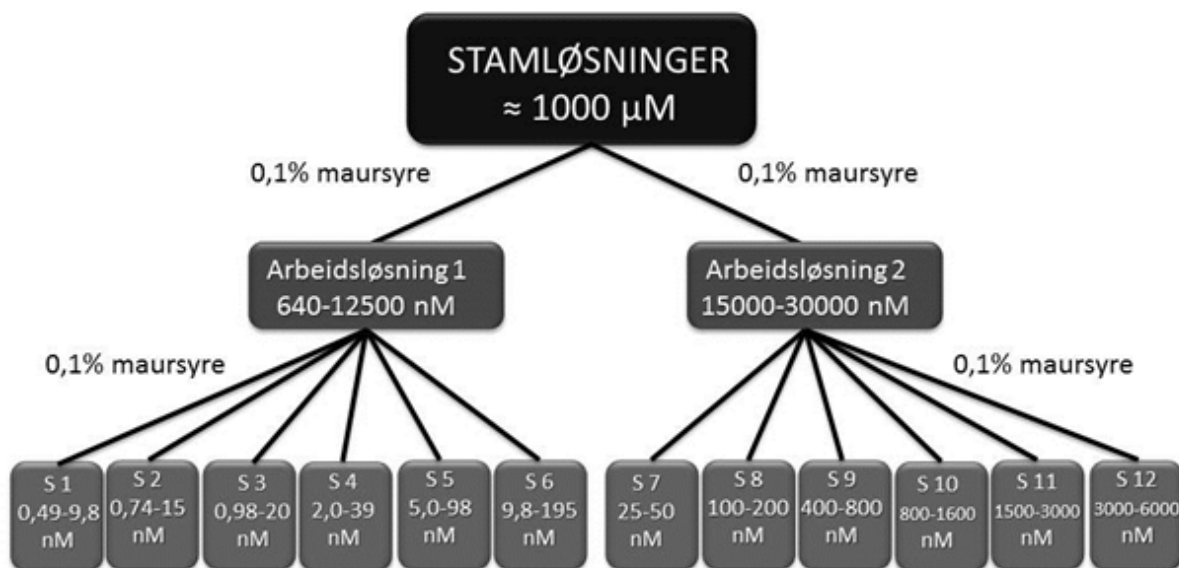 STAMLØSNINGER
≈ 1000 µM
0,1% maursyre
0,1% maursyre
Arbeidsløsning 1
640-12500 nM
Arbeidsløsning 2
15000-30000 nM
0,1% maursyre
0,1% maursyre
S 1
0,49-9,8
nM
S 2
0,74-15
nM
S 3
0,98-20
nM
S 4
2,0-39
nM
S 5
5,0-98
nM
S 6
9,8-195
nM
S 7
25-50
nM
S 8
100-200
nM
S 9
400-800
nM
S 10
800-1600
nM
S 11
1500-3000
nM
S 12
3000-6000
nM